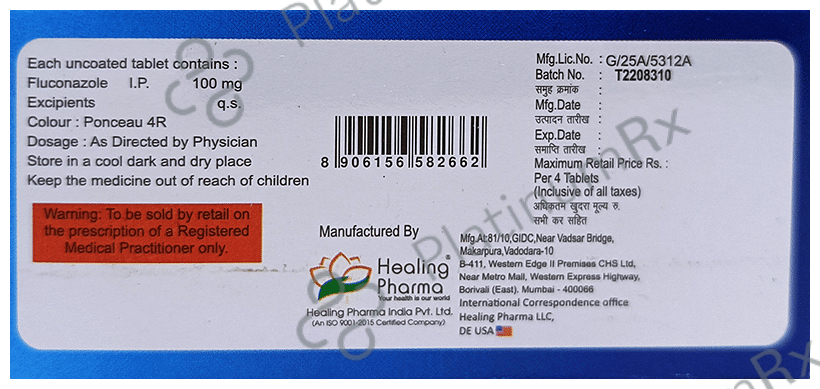 Each uncoated tablet contains :
Fluconazole I.P. 100 mg
Excipients q.s.
Colour : Ponceau 4R
Dosage : As Directed by Physician
Store in a cool dark and dry place
Keep the medicine out of reach of children
Warning: To be sold by retail on
the prescription of a Registered
Medical Practitioner only.
8 906156 582662
Manufactured By
Healing
Pharma
Your health is our world
Healing Pharma India Pvt. Ltd.
(An ISO 9001-2015 Certified Company)
Mfg.Lic.No. : G/25A/5312A
Batch No. : T2208310
समुह क्रमांक :
Mfg.Date :
उत्पादन तारीख :
Exp.Date :
समाप्ति तारीख :
Maximum Retail Price Rs. :
Per 4 Tablets
(Inclusive of all taxes)
अधिकतम खुदरा मूल्य रु.
सभी कर सहित
Mfg.At:81/10,GIDC,Near Vadsar Bridge,
Makarpura,Vadodara-10
B-411, Western Edge II Premises CHS Ltd,
Near Metro Mall, Western Express Highway,
Borivali (East). Mumbai - 400066
International Correspondence office
Healing Pharma LLC,
DE USA
PlatinumRx
PlatinumRx
PlatinumRx